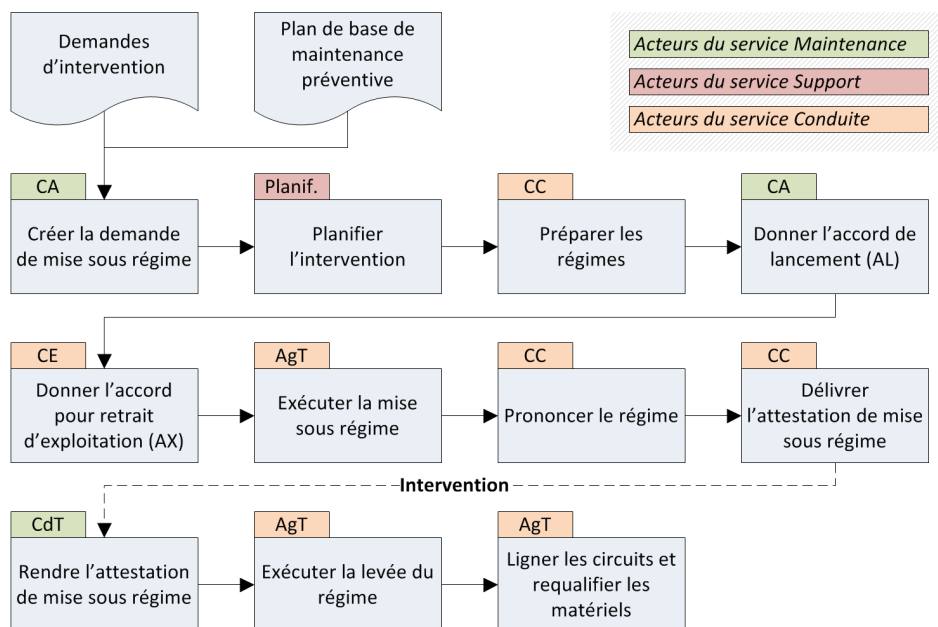 Demandes
d'intervention
Plan de base de
maintenance
préventive
Acteurs du service Maintenance
Acteurs du service Support
Acteurs du service Conduite
CA
Créer la demande
de mise sous régime
Planif.
Planifier
l'intervention
CC
Préparer les
régimes
CA
Donner l'accord de
lancement (AL)
CE
Donner l'accord
pour retrait
d'exploitation (AX)
AgT
Exécuter la mise
sous régime
CC
Prononcer le régime
CC
Délivrer
l'attestation de mise
sous régime
Intervention
CdT
Rendre l'attestation
de mise sous régime
AgT
Exécuter la levée du
régime
AgT
Ligner les circuits et
requalifier les
matériels